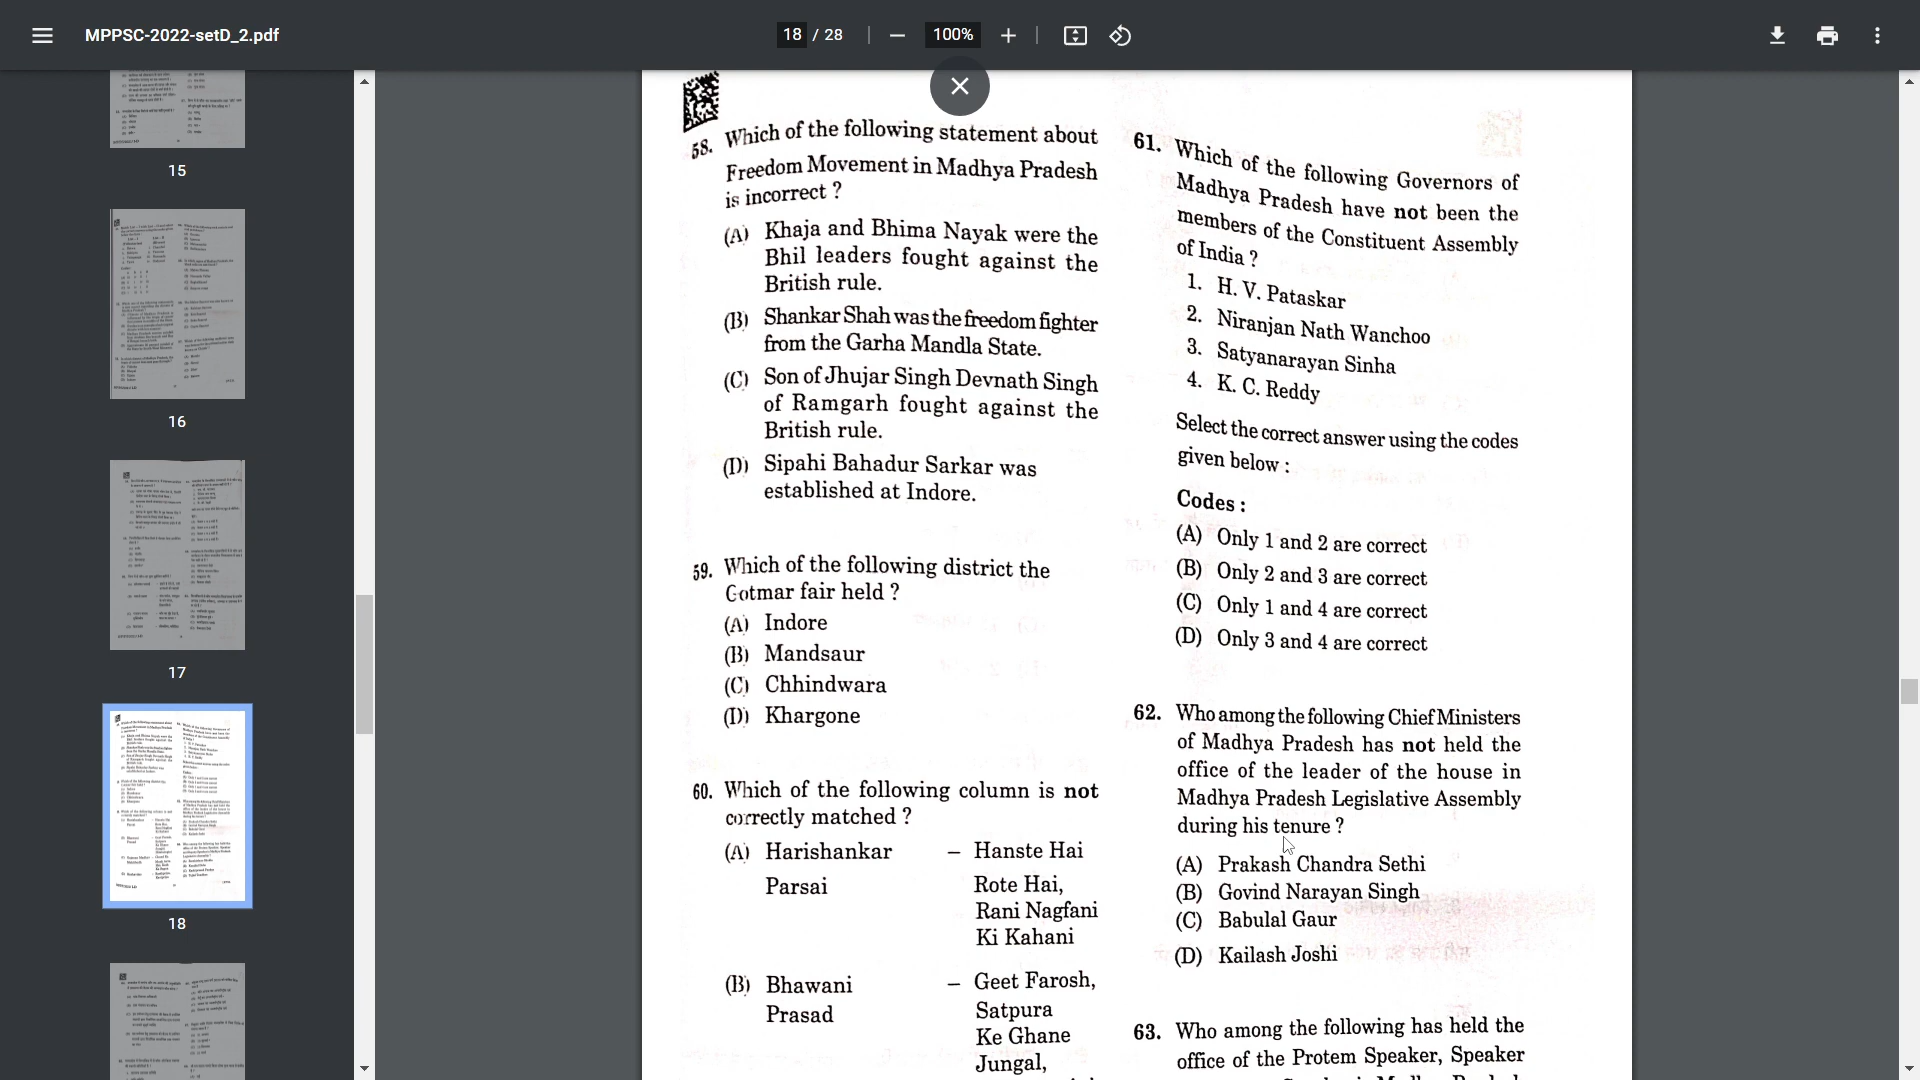 MPPSC-2022-setD_2.pdf
18 / 28
100%
15
16
17
18
58. Which of the following statement about
Freedom Movement in Madhya Pradesh
is incorrect ?
(A) Khaja and Bhima Nayak were the
Bhil leaders fought against the
British rule.
(B) Shankar Shah was the freedom fighter
from the Garha Mandla State.
(C) Son of Jhujar Singh Devnath Singh
of Ramgarh fought against the
British rule.
(D) Sipahi Bahadur Sarkar was
established at Indore.
59. Which of the following district the
Gotmar fair held ?
(A) Indore
(B) Mandsaur
(C) Chhindwara
(D) Khargone
60. Which of the following column is not
correctly matched ?
(A) Harishankar – Hanste Hai
Parsai Rote Hai,
Rani Nagfani
Ki Kahani
(B) Bhawani – Geet Farosh,
Prasad Satpura
Ke Ghane
Jungal,
61. Which of the following Governors of
Madhya Pradesh have not been the
members of the Constituent Assembly
of India ?
1. H. V. Pataskar
2. Niranjan Nath Wanchoo
3. Satyanarayan Sinha
4. K. C. Reddy
Select the correct answer using the codes
given below :
Codes :
(A) Only 1 and 2 are correct
(B) Only 2 and 3 are correct
(C) Only 1 and 4 are correct
(D) Only 3 and 4 are correct
62. Who among the following Chief Ministers
of Madhya Pradesh has not held the
office of the leader of the house in
Madhya Pradesh Legislative Assembly
during his tenure ?
(A) Prakash Chandra Sethi
(B) Govind Narayan Singh
(C) Babulal Gaur
(D) Kailash Joshi
63. Who among the following has held the
office of the Protem Speaker, Speaker